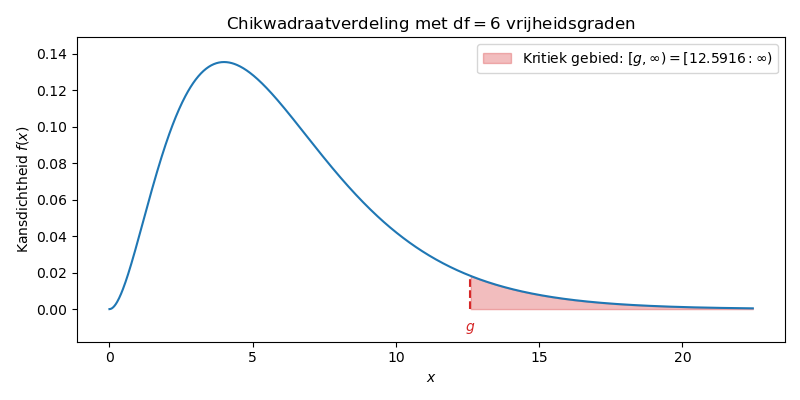 Chikwadraatverdeling met df = 6 vrijheidsgraden
Kritiek gebied: [g, ∞) = [12.5916 : ∞)
Kansdichtheid f(x)
0.14
0.12
0.10
0.08
0.06
0.04
0.02
0.00
g
0 5 10 15 20
x